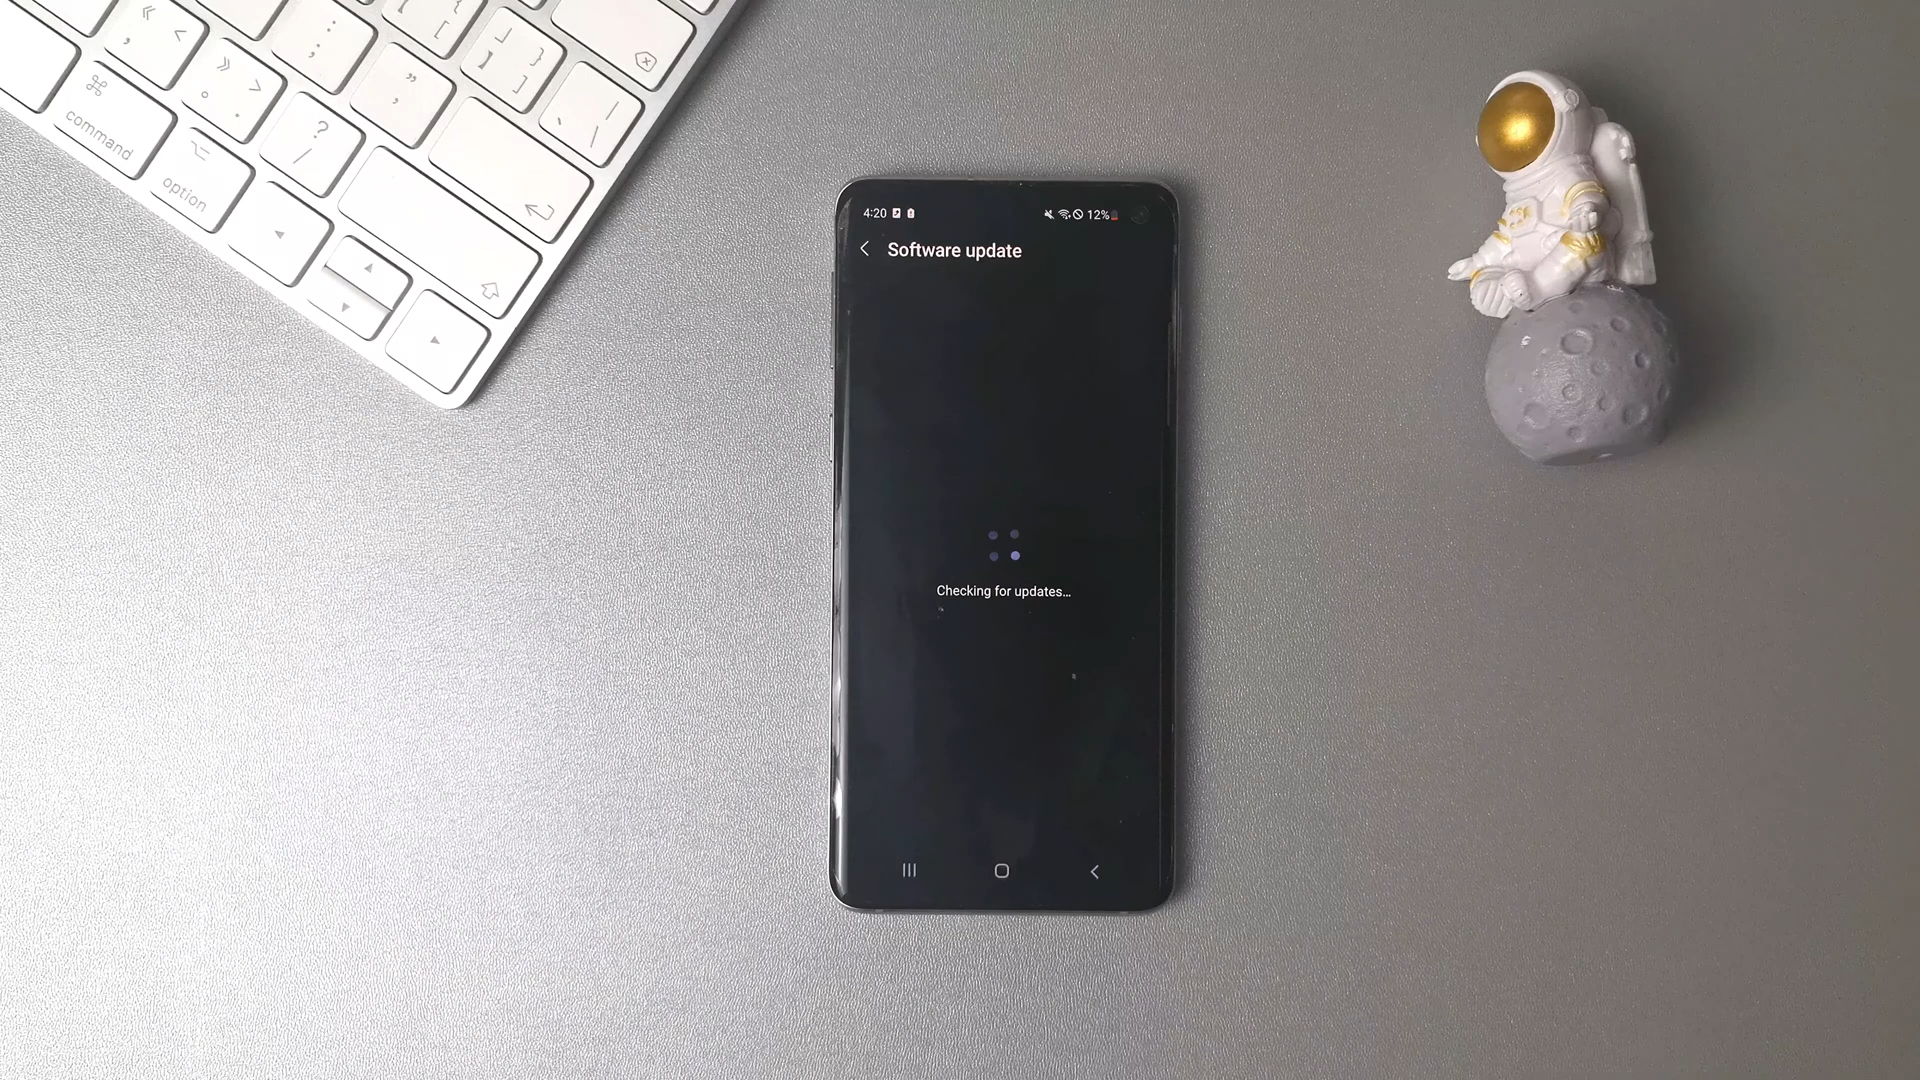 command
option
4:20 12%
Software update
Checking for updates…